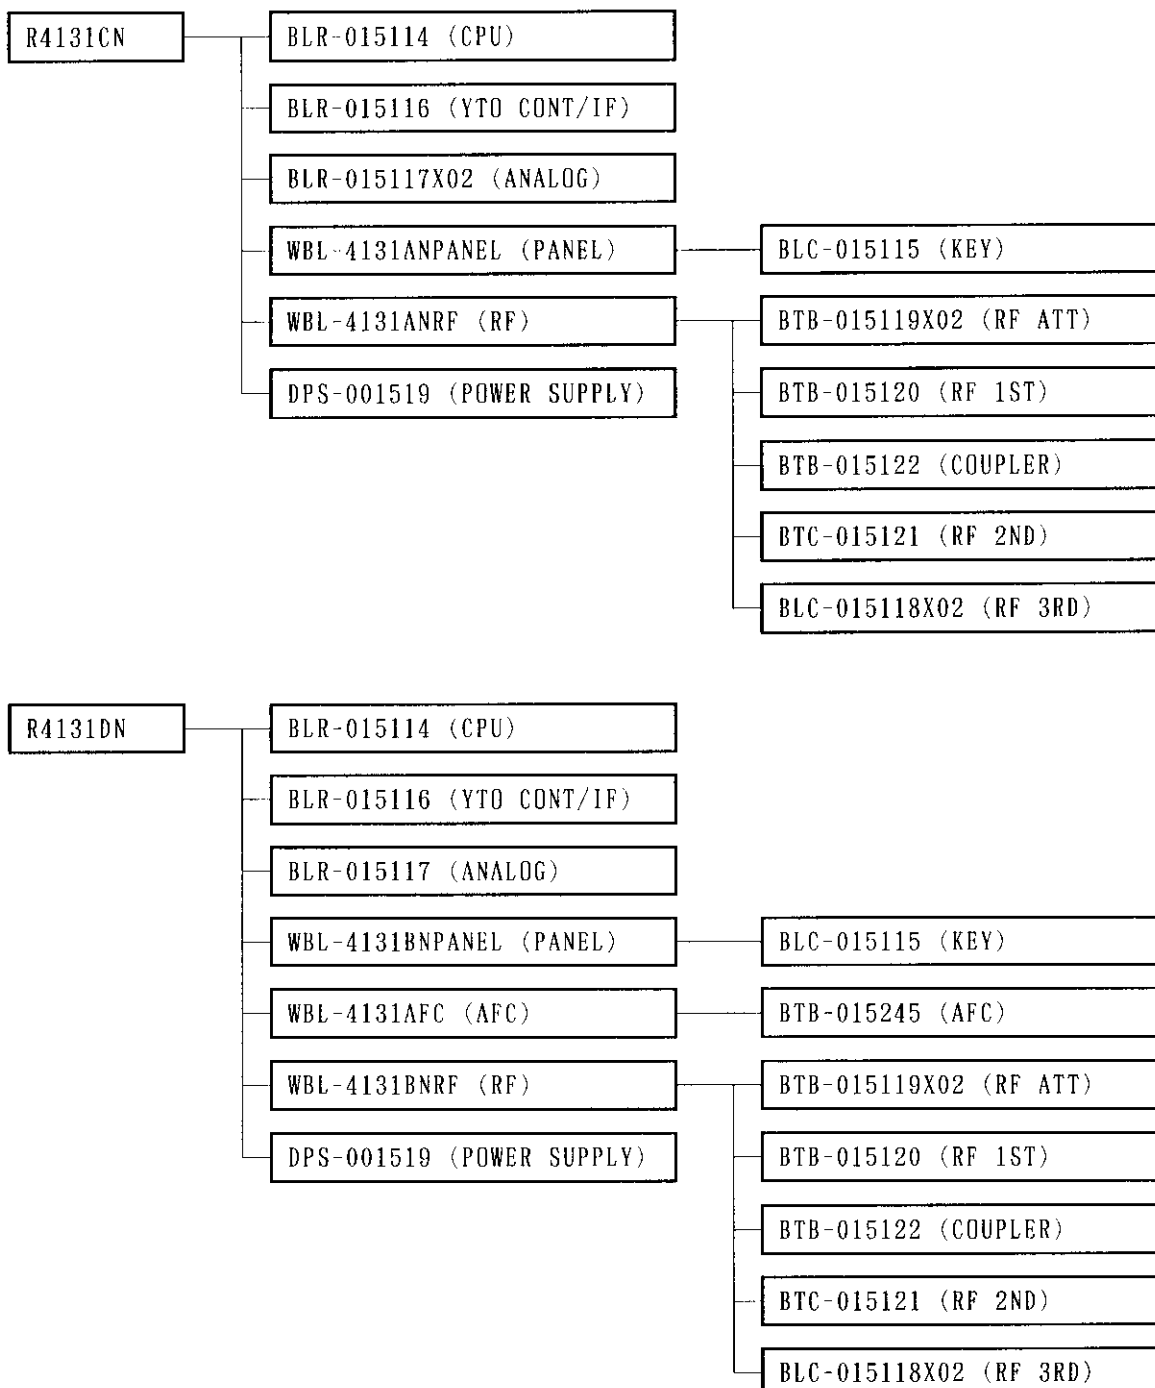 R4131CN
BLR-015114 (CPU)
BLR-015116 (YTO CONT/IF)
BLR-015117X02 (ANALOG)
WBL-4131ANPANEL (PANEL)
BLC-015115 (KEY)
WBL-4131ANRF (RF)
BTB-015119X02 (RF ATT)
DPS-001519 (POWER SUPPLY)
BTB-015120 (RF 1ST)
BTB-015122 (COUPLER)
BTC-015121 (RF 2ND)
BLC-015118X02 (RF 3RD)
R4131DN
BLR-015114 (CPU)
BLR-015116 (YTO CONT/IF)
BLR-015117 (ANALOG)
WBL-4131BNPANEL (PANEL)
BLC-015115 (KEY)
WBL-4131AFC (AFC)
BTB-015245 (AFC)
WBL-4131BNRF (RF)
BTB-015119X02 (RF ATT)
DPS-001519 (POWER SUPPLY)
BTB-015120 (RF 1ST)
BTB-015122 (COUPLER)
BTC-015121 (RF 2ND)
BLC-015118X02 (RF 3RD)